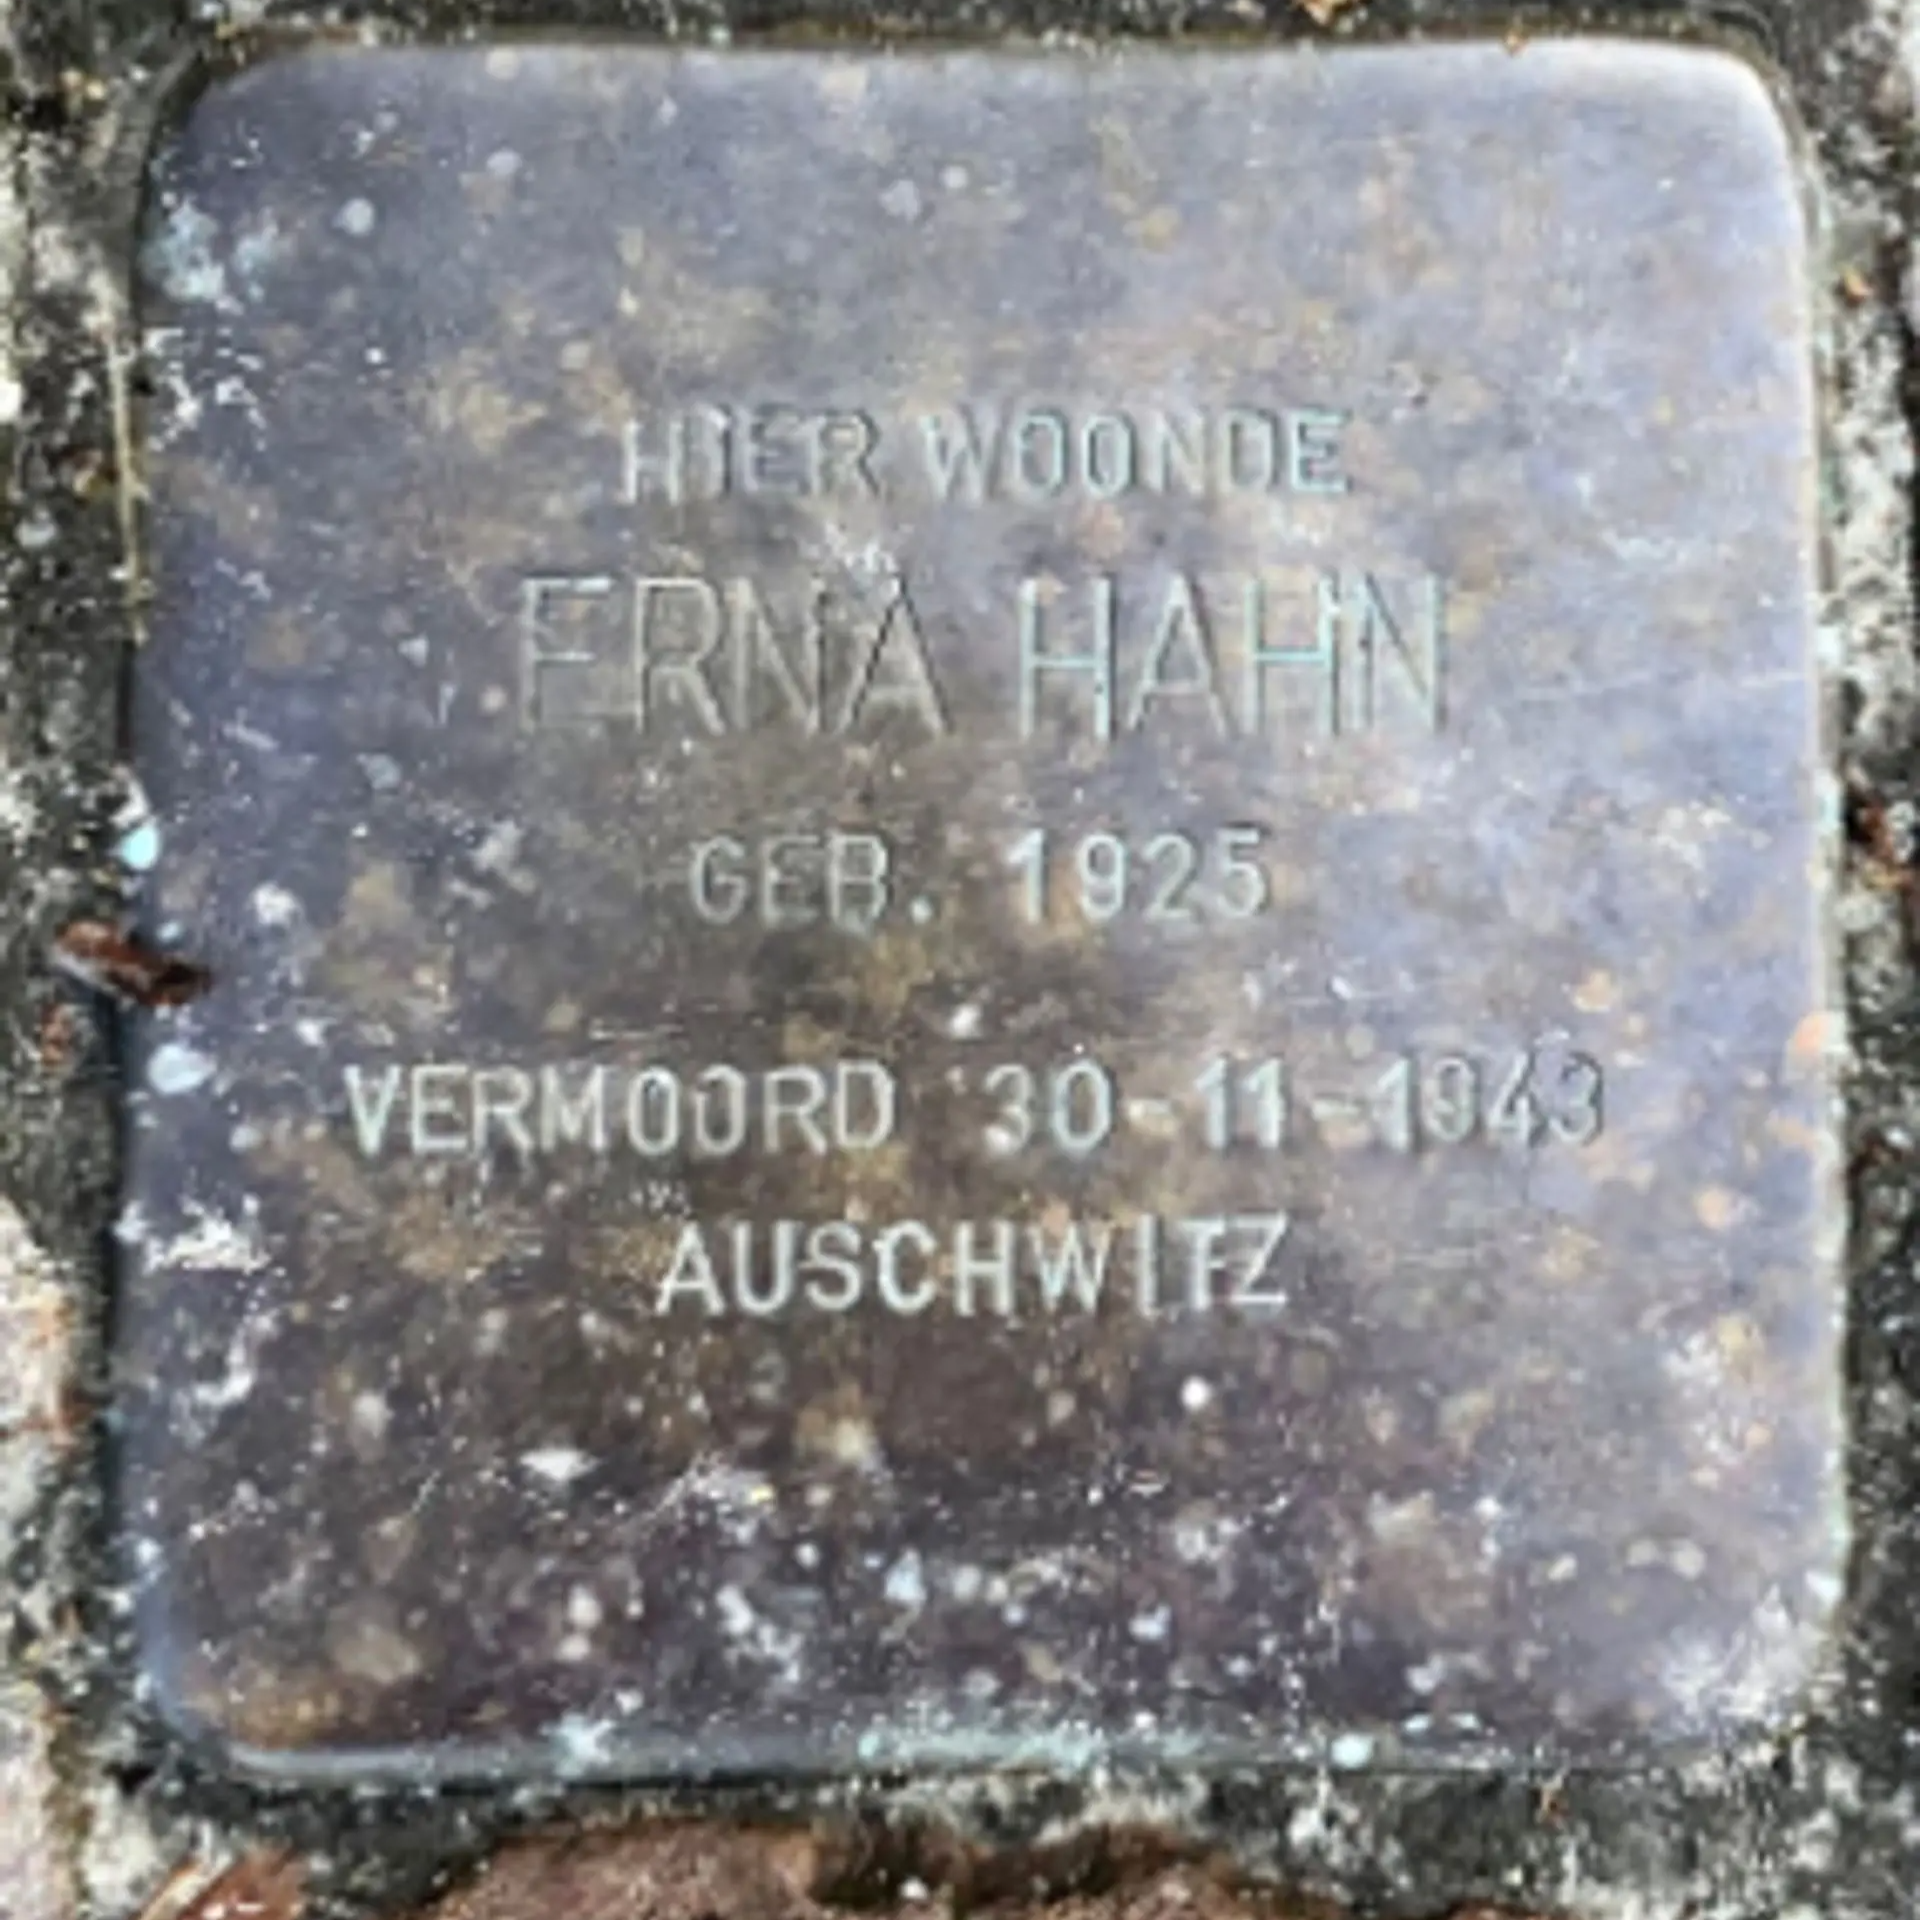 HIER WOONDE
ERNA HAHN
GEB. 1925
VERMOORD 30-11-1943
AUSCHWITZ